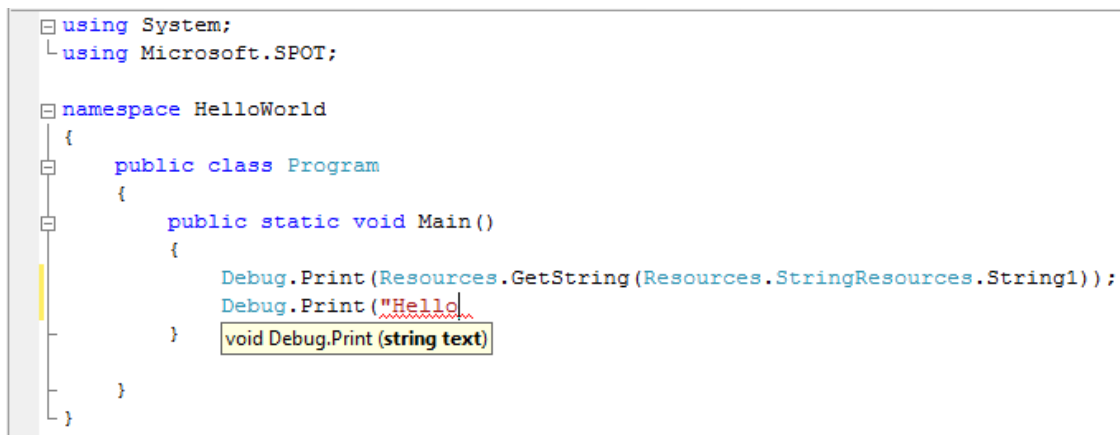 using System;
using Microsoft.SPOT;
namespace HelloWorld
{
public class Program
{
public static void Main()
{
Debug.Print(Resources.GetString(Resources.StringResources.String1));
Debug.Print("Hello
}
void Debug.Print (string text)
}
}